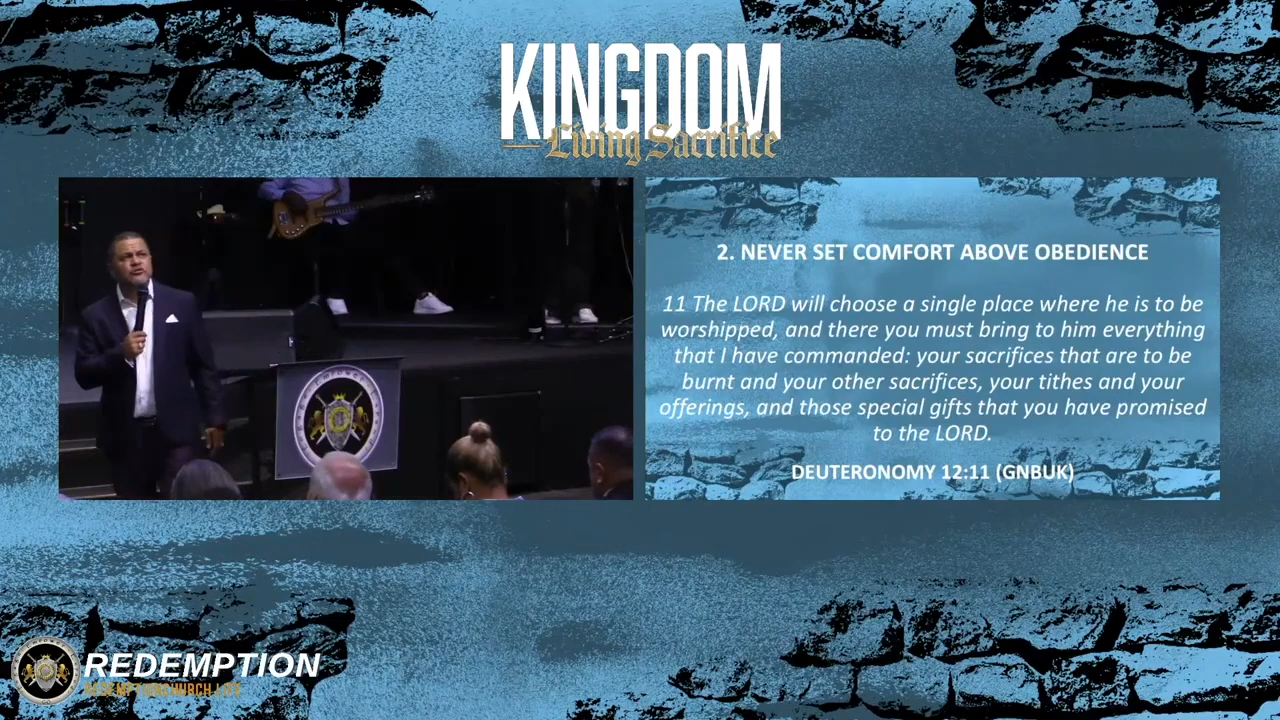 KINGDOM
Living Sacrifice
2. NEVER SET COMFORT ABOVE OBEDIENCE
11 The LORD will choose a single place where he is to be
worshipped, and there you must bring to him everything
that I have commanded: your sacrifices that are to be
burnt and your other sacrifices, your tithes and your
offerings, and those special gifts that you have promised
to the LORD.
DEUTERONOMY 12:11 (GNBUK)
REDEMPTION